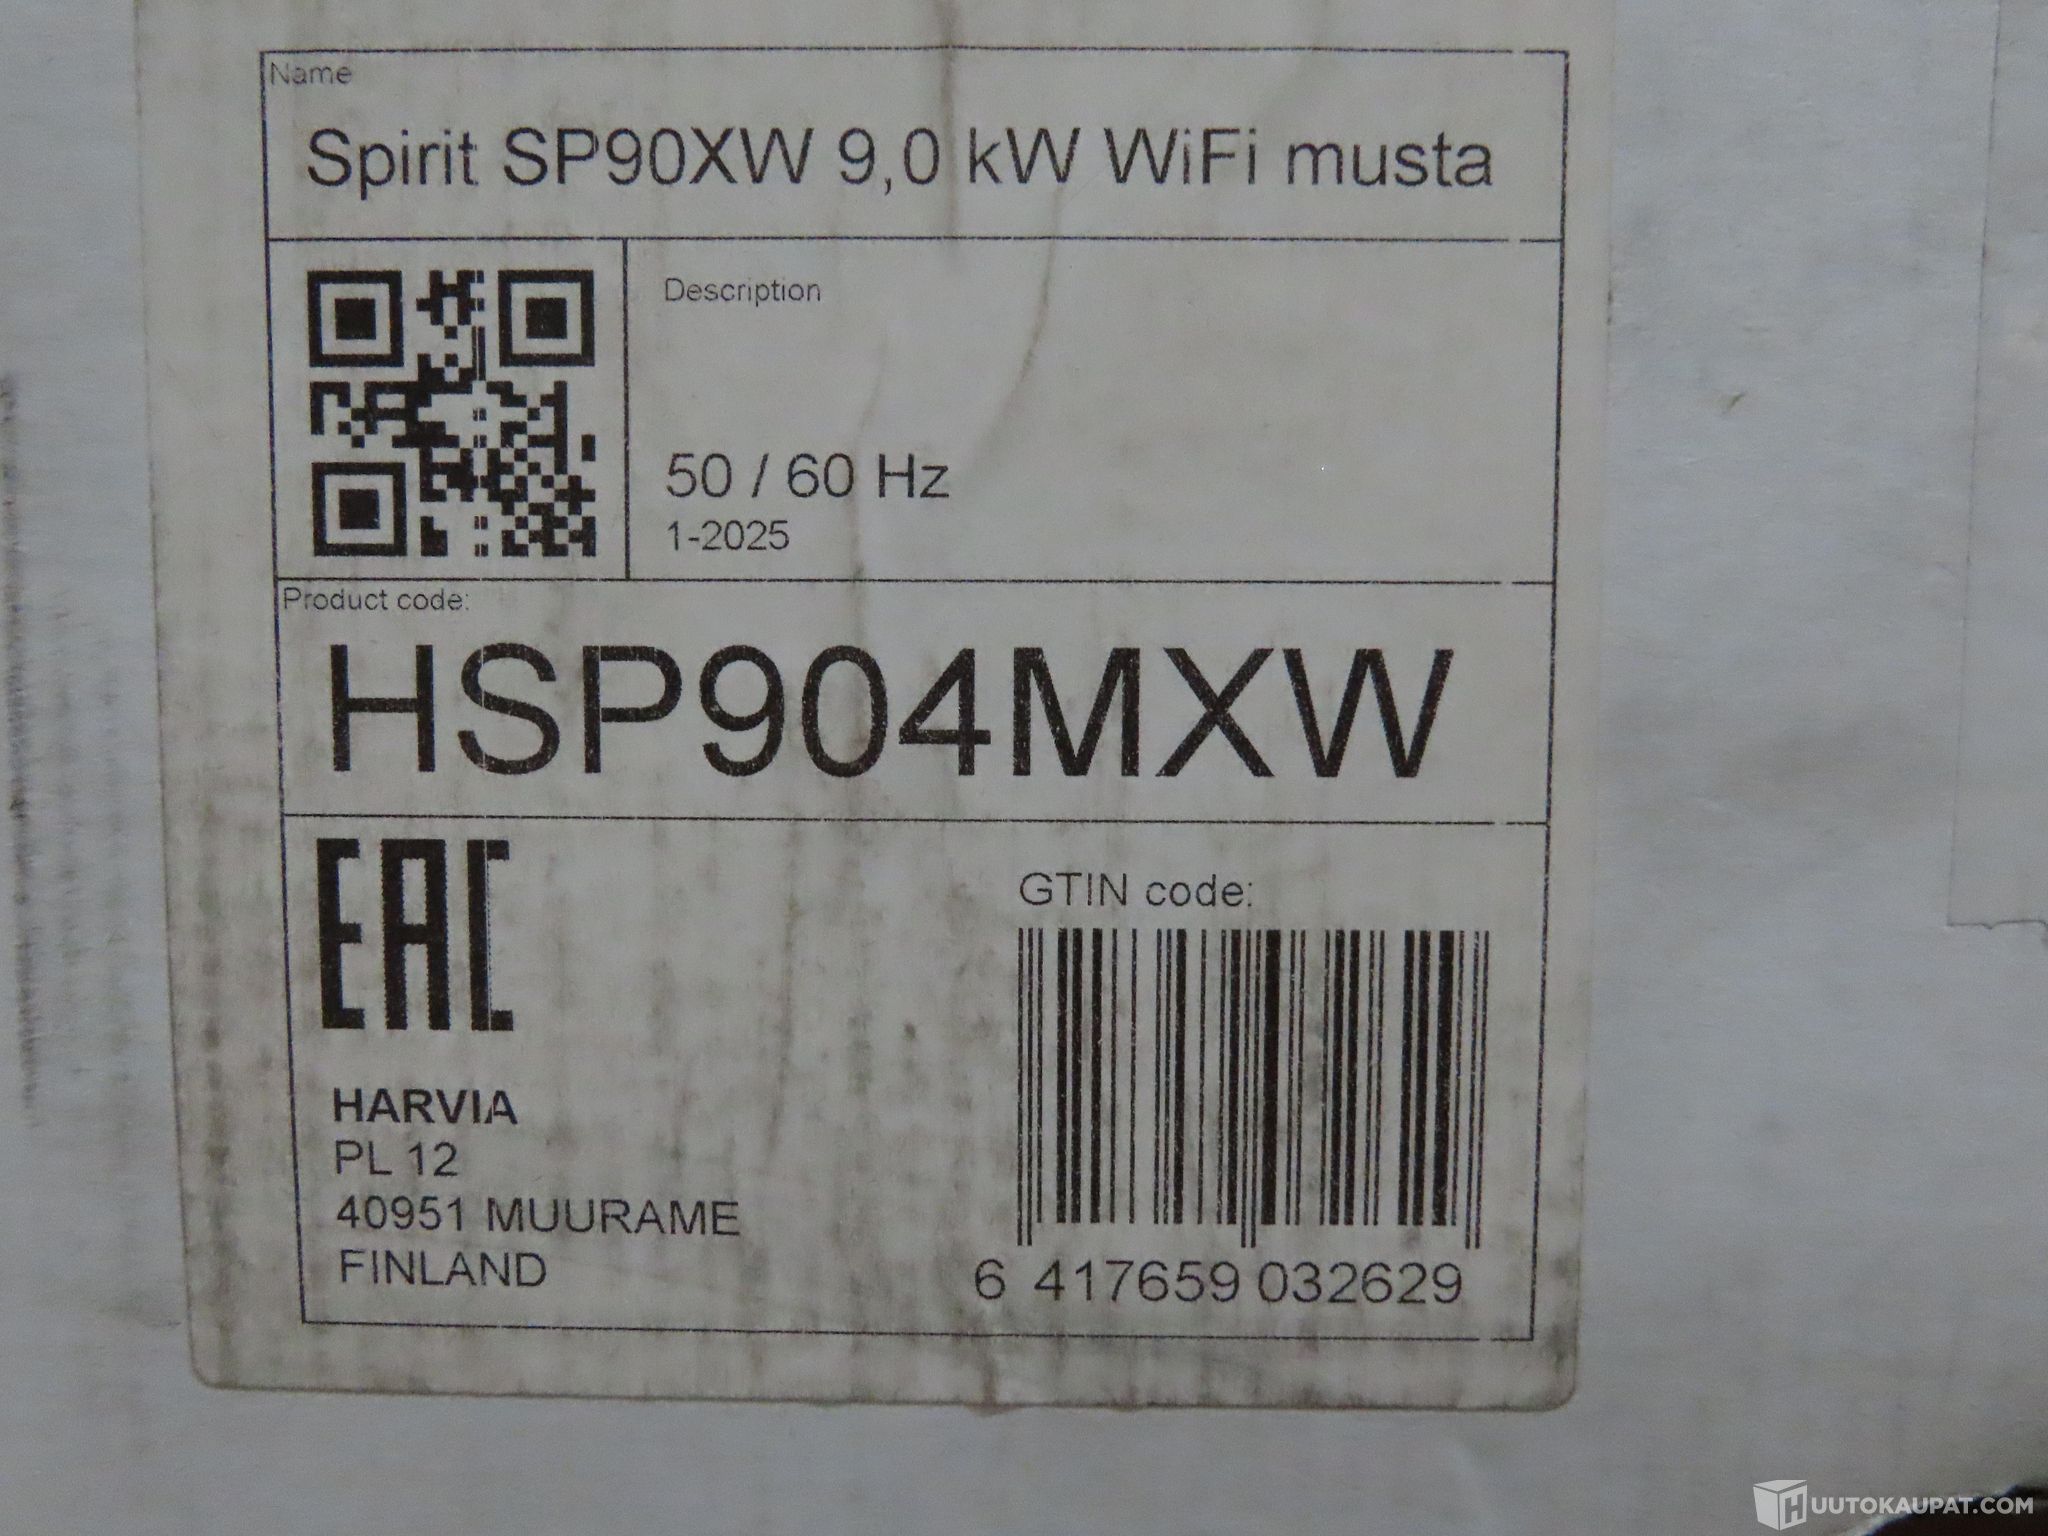 Name
Spirit SP90XW 9,0 kW WiFi musta
Description
50 / 60 Hz
1-2025
Product code:
HSP904MXW
EAC
GTIN code:
HARVIA
PL 12
40951 MUURAME
FINLAND
6 417659 032629
HUUTOKAUPAT.COM